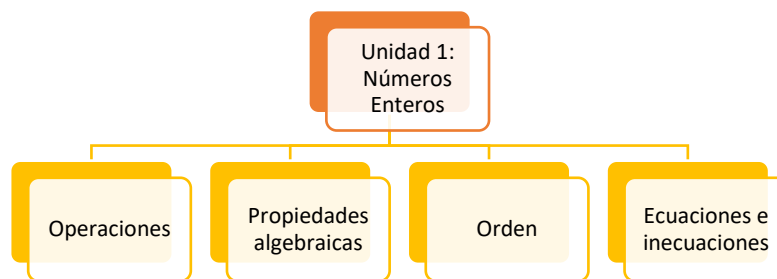 Unidad 1:
Números
Enteros
Operaciones
Propiedades
algebraicas
Orden
Ecuaciones e
inecuaciones